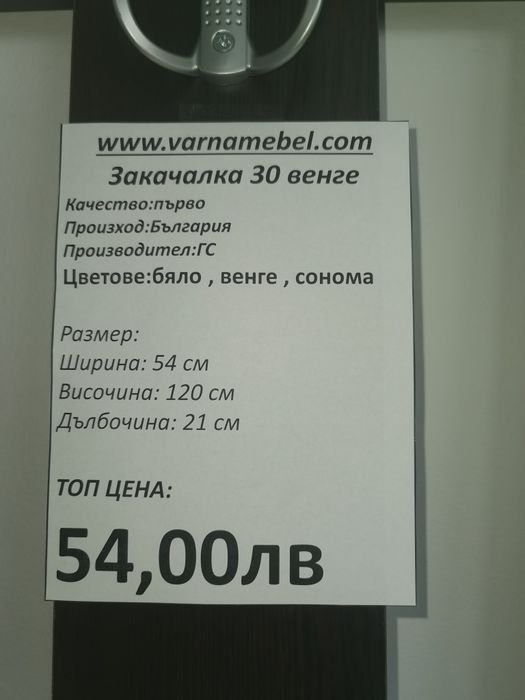 www.varnamebel.com
Закачалка 30 венге
Качество:първо
Произход:България
Производител:ГС
Цветове:бяло , венге , сонома
Размер:
Ширина: 54 см
Височина: 120 см
Дълбочина: 21 см
ТОП ЦЕНА:
54,00лв